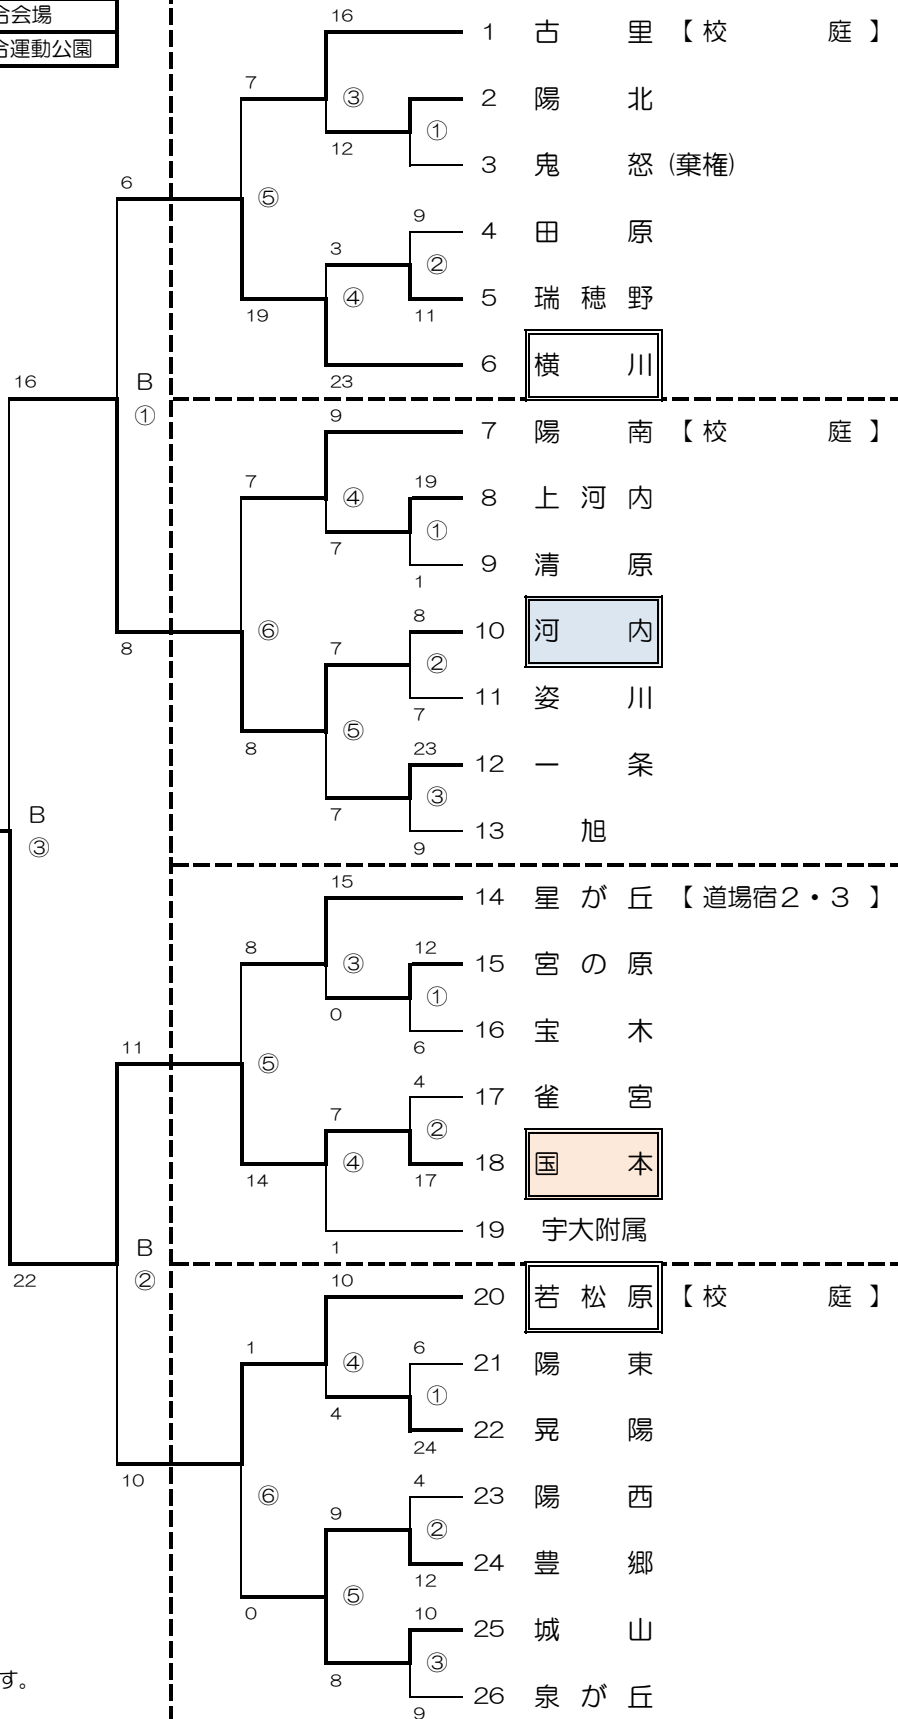 合会場
合運動公園
16
1 古里 【校庭】
7
③
2 陽北
①
12
3 鬼怒 (棄権)
6
⑤
9
4 田原
3
②
④
5 瑞穂野
19
11
6 横川
23
16
B
①
9
7 陽南 【校庭】
7
④
19
8 上河内
①
7
9 清原
1
8
10 河内
⑥
7
②
8
11 姿川
7
⑤
8
23
12 一条
7
③
B
③
13 旭
9
15
14 星が丘 【道場宿2・3】
8
③
12
15 宮の原
①
0
16 宝木
6
11
⑤
4
17 雀宮
7
②
④
18 国本
14
17
19 宇大附属
1
B
②
22
10
20 若松原 【校庭】
1
④
6
21 陽東
①
4
22 晃陽
24
10
⑥
4
23 陽西
9
②
24 豊郷
12
⑤
0
10
25 城山
③
8
す。
26 泉が丘
9